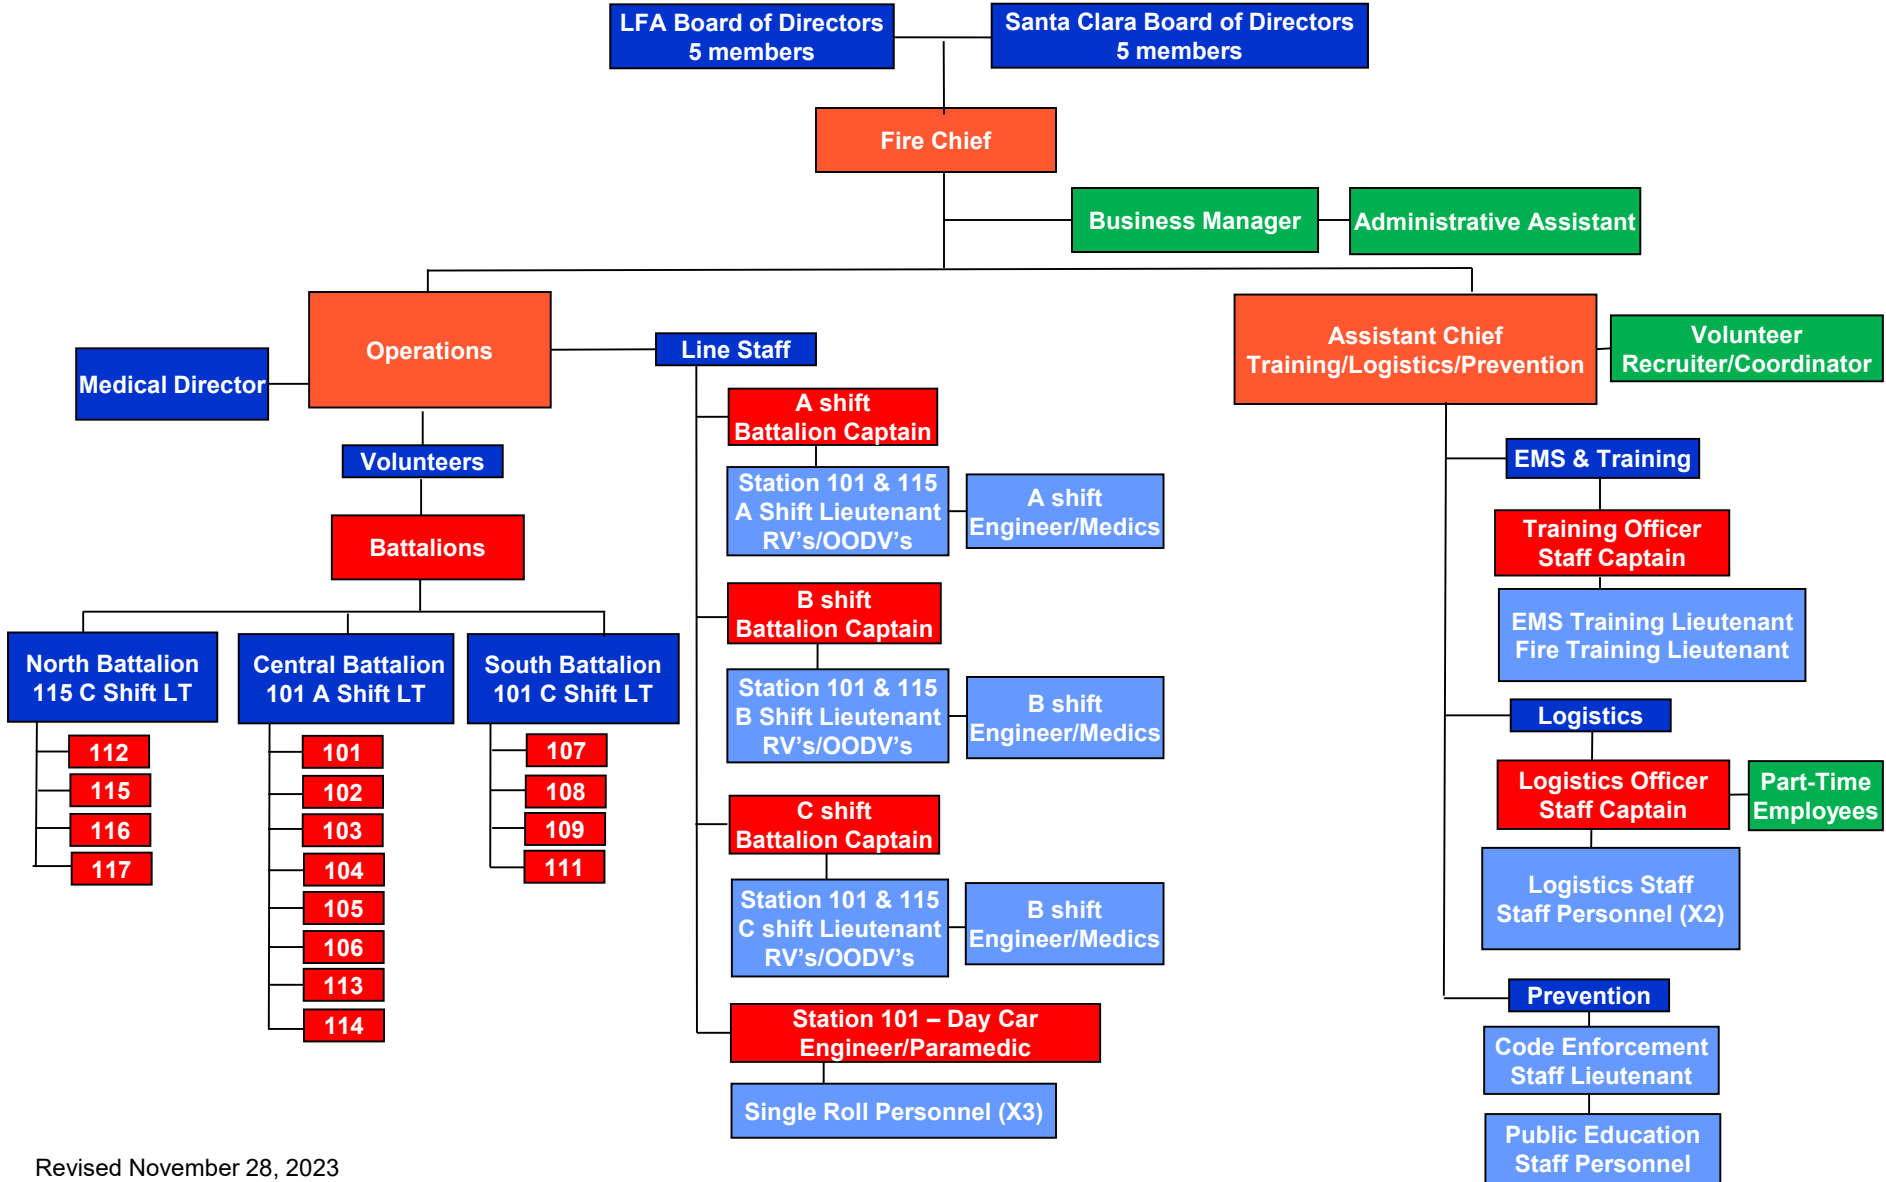 LFA Board of Directors
5 members
Santa Clara Board of Directors
5 members
Fire Chief
Business Manager
Administrative Assistant
Operations
Medical Director
Line Staff
Assistant Chief
Training/Logistics/Prevention
Volunteer
Recruiter/Coordinator
Volunteers
Battalions
North Battalion
115 C Shift LT
112
115
116
117
Central Battalion
101 A Shift LT
101
102
103
104
105
106
113
114
South Battalion
101 C Shift LT
107
108
109
111
A shift
Battalion Captain
Station 101 & 115
A Shift Lieutenant
RV’s/OODV’s
A shift
Engineer/Medics
B shift
Battalion Captain
Station 101 & 115
B Shift Lieutenant
RV’s/OODV’s
B shift
Engineer/Medics
C shift
Battalion Captain
Station 101 & 115
C shift Lieutenant
RV’s/OODV’s
B shift
Engineer/Medics
Station 101 – Day Car
Engineer/Paramedic
Single Roll Personnel (X3)
EMS & Training
Training Officer
Staff Captain
EMS Training Lieutenant
Fire Training Lieutenant
Logistics
Logistics Officer
Staff Captain
Part-Time
Employees
Logistics Staff
Staff Personnel (X2)
Prevention
Code Enforcement
Staff Lieutenant
Public Education
Staff Personnel
Revised November 28, 2023